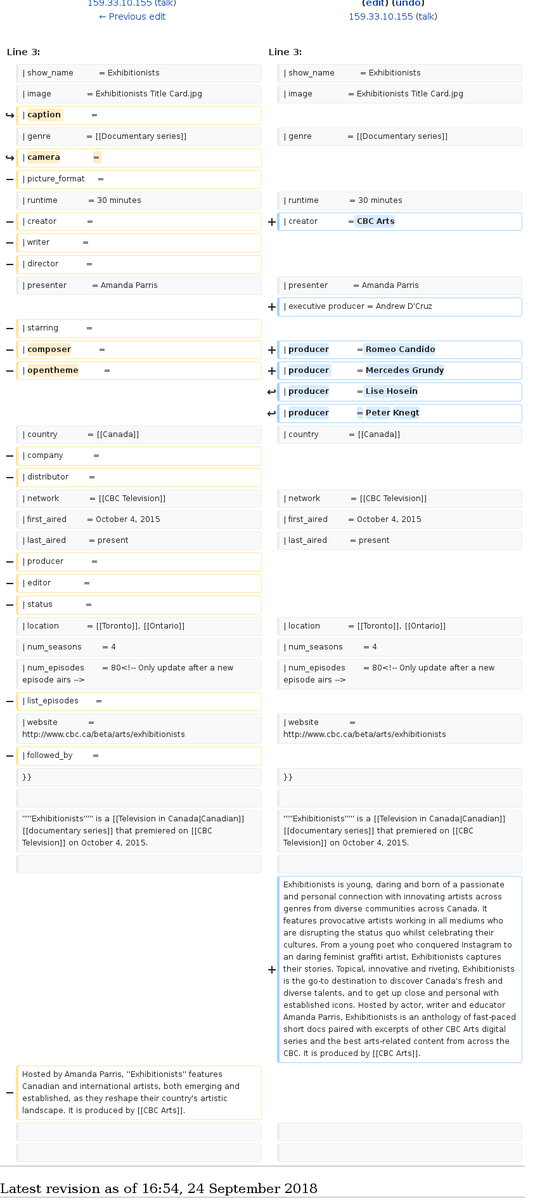 159.33.10.155 (talk)
← Previous edit
(edit) (undo)
159.33.10.155 (talk)
Line 3:
Line 3:
| show_name = Exhibitionists
| show_name = Exhibitionists
| image = Exhibitionists Title Card.jpg
| image = Exhibitionists Title Card.jpg
| caption =
| genre = [[Documentary series]]
| genre = [[Documentary series]]
| camera =
| picture_format =
| runtime = 30 minutes
| runtime = 30 minutes
| creator =
| creator = CBC Arts
| writer =
| director =
| presenter = Amanda Parris
| presenter = Amanda Parris
| executive producer = Andrew D'Cruz
| starring =
| composer =
| producer = Romeo Candido
| opentheme =
| producer = Mercedes Grundy
| producer = Lise Hosein
| producer = Peter Knegt
| country = [[Canada]]
| country = [[Canada]]
| company =
| distributor =
| network = [[CBC Television]]
| network = [[CBC Television]]
| first_aired = October 4, 2015
| first_aired = October 4, 2015
| last_aired = present
| last_aired = present
| producer =
| editor =
| status =
| location = [[Toronto]], [[Ontario]]
| location = [[Toronto]], [[Ontario]]
| num_seasons = 4
| num_seasons = 4
| num_episodes = 80<!-- Only update after a new
episode airs -->
| num_episodes = 80<!-- Only update after a new
episode airs -->
| list_episodes =
| website =
http://www.cbc.ca/beta/arts/exhibitionists
| website =
http://www.cbc.ca/beta/arts/exhibitionists
| followed_by =
}}
}}
'''''Exhibitionists''''' is a [[Television in Canada|Canadian]]
[[documentary series]] that premiered on [[CBC
Television]] on October 4, 2015.
'''''Exhibitionists''''' is a [[Television in Canada|Canadian]]
[[documentary series]] that premiered on [[CBC
Television]] on October 4, 2015.
Exhibitionists is young, daring and born of a passionate
and personal connection with innovating artists across
genres from diverse communities across Canada. It
features provocative artists working in all mediums who
are disrupting the status quo whilst celebrating their
cultures. From a young poet who conquered Instagram to
an daring feminist graffiti artist, Exhibitionists captures
their stories. Topical, innovative and riveting, Exhibitionists
is the go-to destination to discover Canada's fresh and
diverse talents, and to get up close and personal with
established icons. Hosted by actor, writer and educator
Amanda Parris, Exhibitionists is an anthology of fast-paced
short docs paired with excerpts of other CBC Arts digital
series and the best arts-related content from across the
CBC. It is produced by [[CBC Arts]].
Hosted by Amanda Parris, ''Exhibitionists'' features
Canadian and international artists, both emerging and
established, as they reshape their country's artistic
landscape. It is produced by [[CBC Arts]].
Latest revision as of 16:54, 24 September 2018